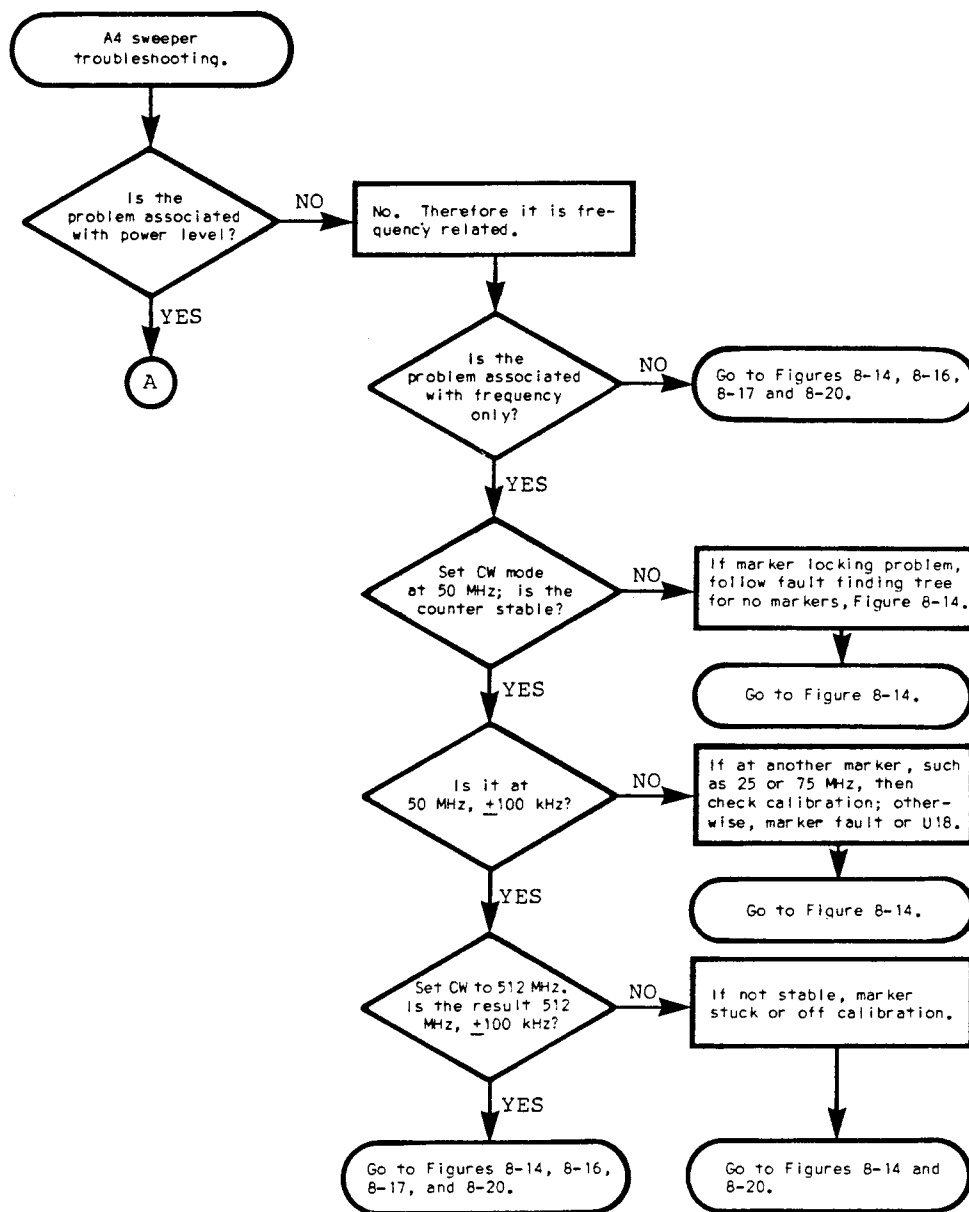 A4 sweeper
troubleshooting.
Is the
problem associated
with power level?
NO
No. Therefore it is fre-
quency related.
YES
A
Is the
problem associated
with frequency
only?
NO
Go to Figures 8-14, 8-16,
8-17 and 8-20.
YES
Set CW mode
at 50 MHz; is the
counter stable?
NO
If marker locking problem,
follow fault finding tree
for no markers, Figure 8-14.
Go to Figure 8-14.
YES
Is it at
50 MHz, ±100 kHz?
NO
If at another marker, such
as 25 or 75 MHz, then
check calibration; other-
wise, marker fault or U18.
Go to Figure 8-14.
YES
Set CW to 512 MHz.
Is the result 512
MHz, ±100 kHz?
NO
If not stable, marker
stuck or off calibration.
YES
Go to Figures 8-14, 8-16,
8-17, and 8-20.
Go to Figures 8-14 and
8-20.